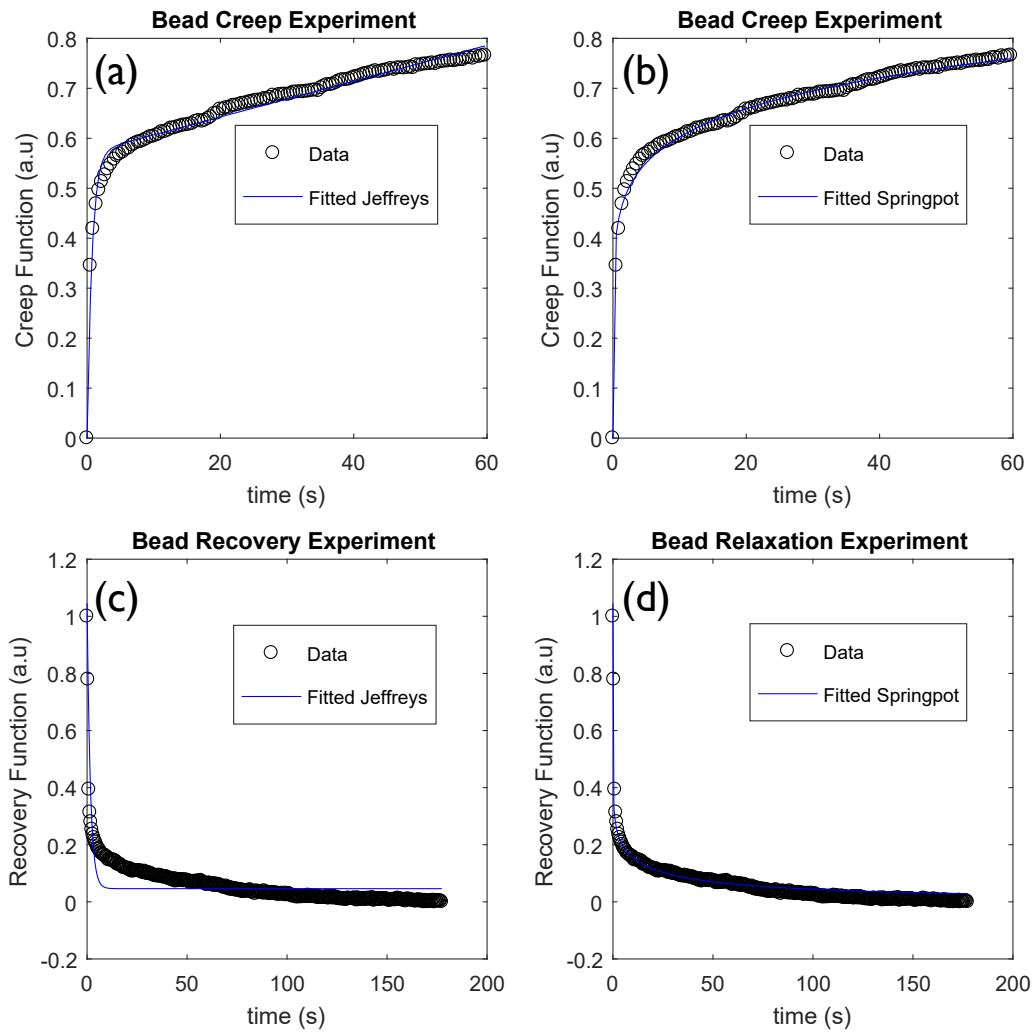 Bead Creep Experiment
(a)
Creep Function (a.u)
0.8
0.7
0.6
0.5
0.4
0.3
0.2
0.1
0
Data
Fitted Jeffreys
0 20 40 60
time (s)
Bead Creep Experiment
(b)
Creep Function (a.u)
0.8
0.7
0.6
0.5
0.4
0.3
0.2
0.1
0
Data
Fitted Springpot
0 20 40 60
time (s)
Bead Recovery Experiment
(c)
Recovery Function (a.u)
1.2
1
0.8
0.6
0.4
0.2
0
-0.2
Data
Fitted Jeffreys
0 50 100 150 200
time (s)
Bead Relaxation Experiment
(d)
Recovery Function (a.u)
1.2
1
0.8
0.6
0.4
0.2
0
-0.2
Data
Fitted Springpot
0 50 100 150 200
time (s)